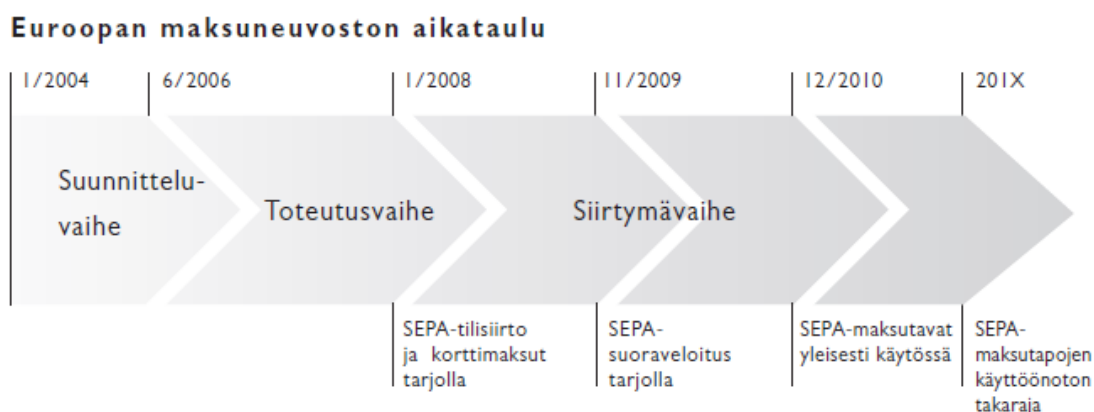 Euroopan maksuneuvoston aikataulu
1/2004
6/2006
1/2008
11/2009
12/2010
201X
Suunnittelu-
vaihe
Toteutusvaihe
Siirtymävaihe
SEPA-tilisiirto
ja korttimaksut
tarjolla
SEPA-
suoraveloitus
tarjolla
SEPA-maksutavat
yleisesti käytössä
SEPA-
maksutapojen
käyttöönoton
takaraja